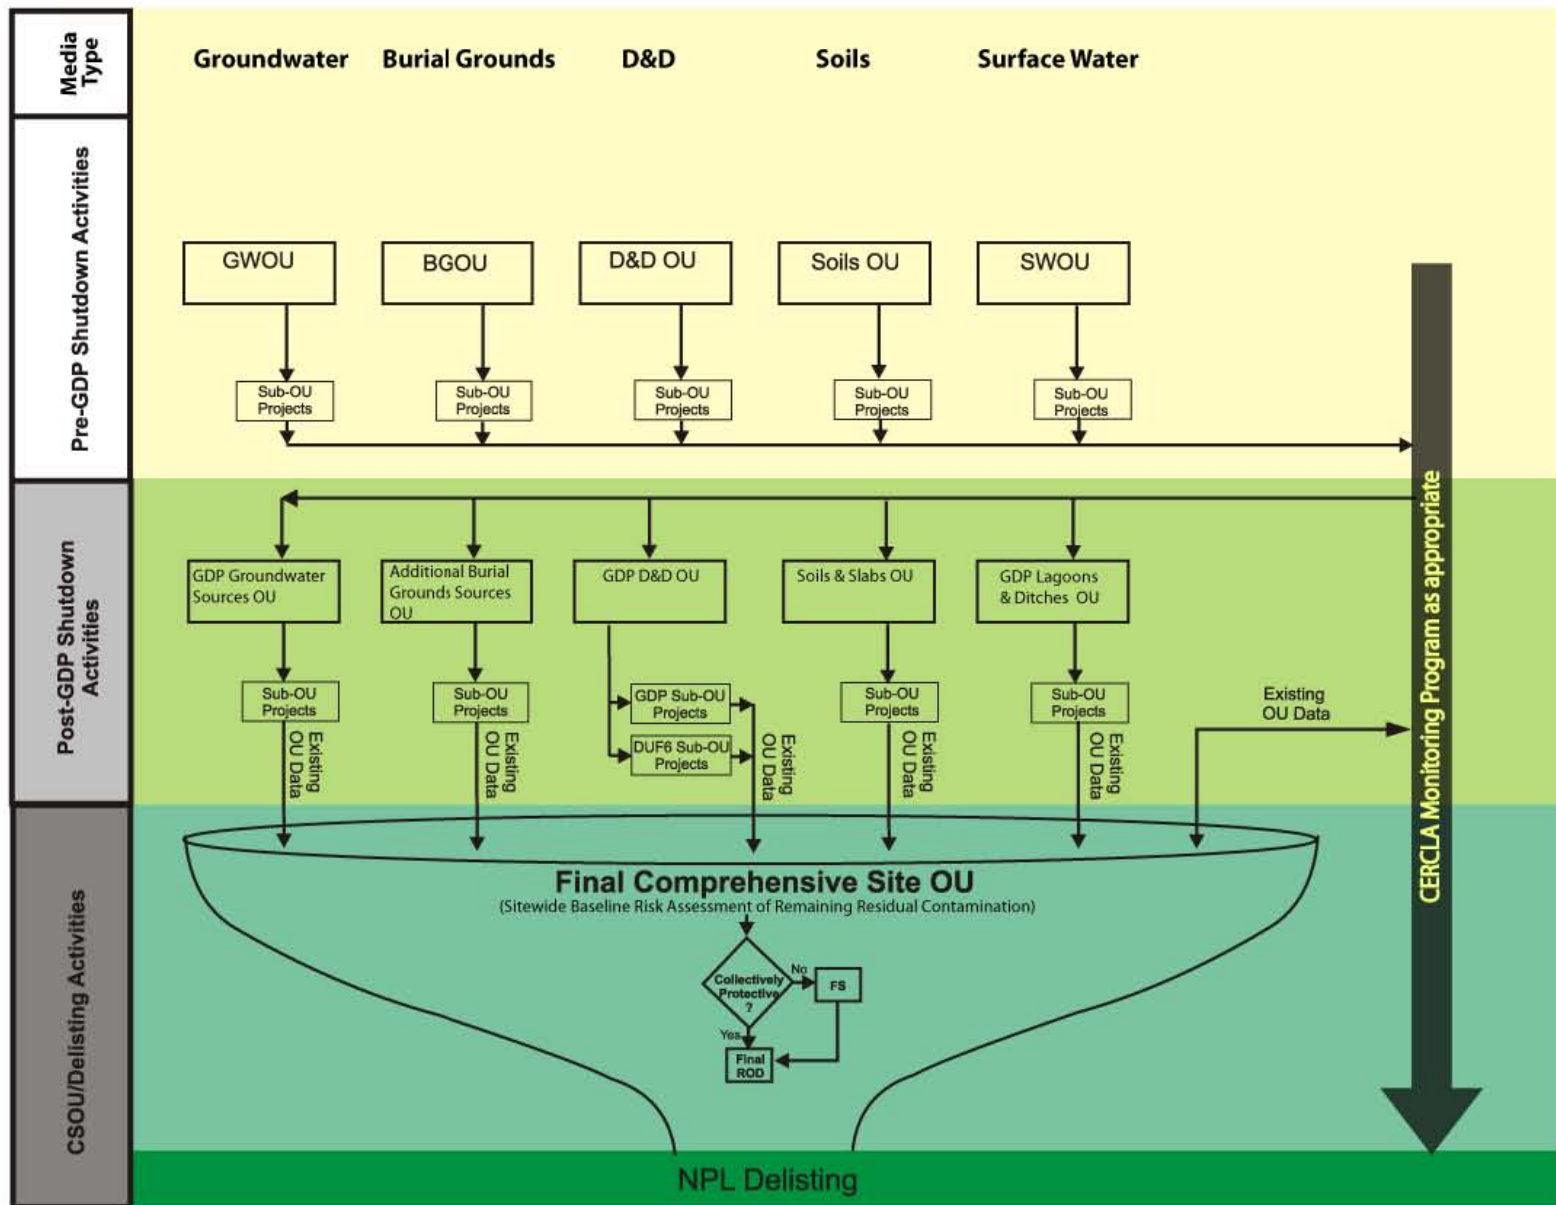 Media
Type
Groundwater
Burial Grounds
D&D
Soils
Surface Water
Pre-GDP Shutdown Activities
GWOU
BGOU
D&D OU
Soils OU
SWOU
Sub-OU
Projects
Sub-OU
Projects
Sub-OU
Projects
Sub-OU
Projects
Sub-OU
Projects
CERCLA Monitoring Program as appropriate
Post-GDP Shutdown
Activities
GDP Groundwater
Sources OU
Additional Burial
Grounds Sources
OU
GDP D&D OU
Soils & Slabs OU
GDP Lagoons
& Ditches OU
Sub-OU
Projects
Sub-OU
Projects
GDP Sub-OU
Projects
DUF6 Sub-OU
Projects
Sub-OU
Projects
Sub-OU
Projects
Existing
OU Data
Existing
OU Data
Existing
OU Data
Existing
OU Data
Existing
OU Data
Existing
OU Data
CSOU/Delisting Activities
Final Comprehensive Site OU
(Sitewide Baseline Risk Assessment of Remaining Residual Contamination)
Collectively
Protective
?
No
FS
Yes
Final
ROD
NPL Delisting